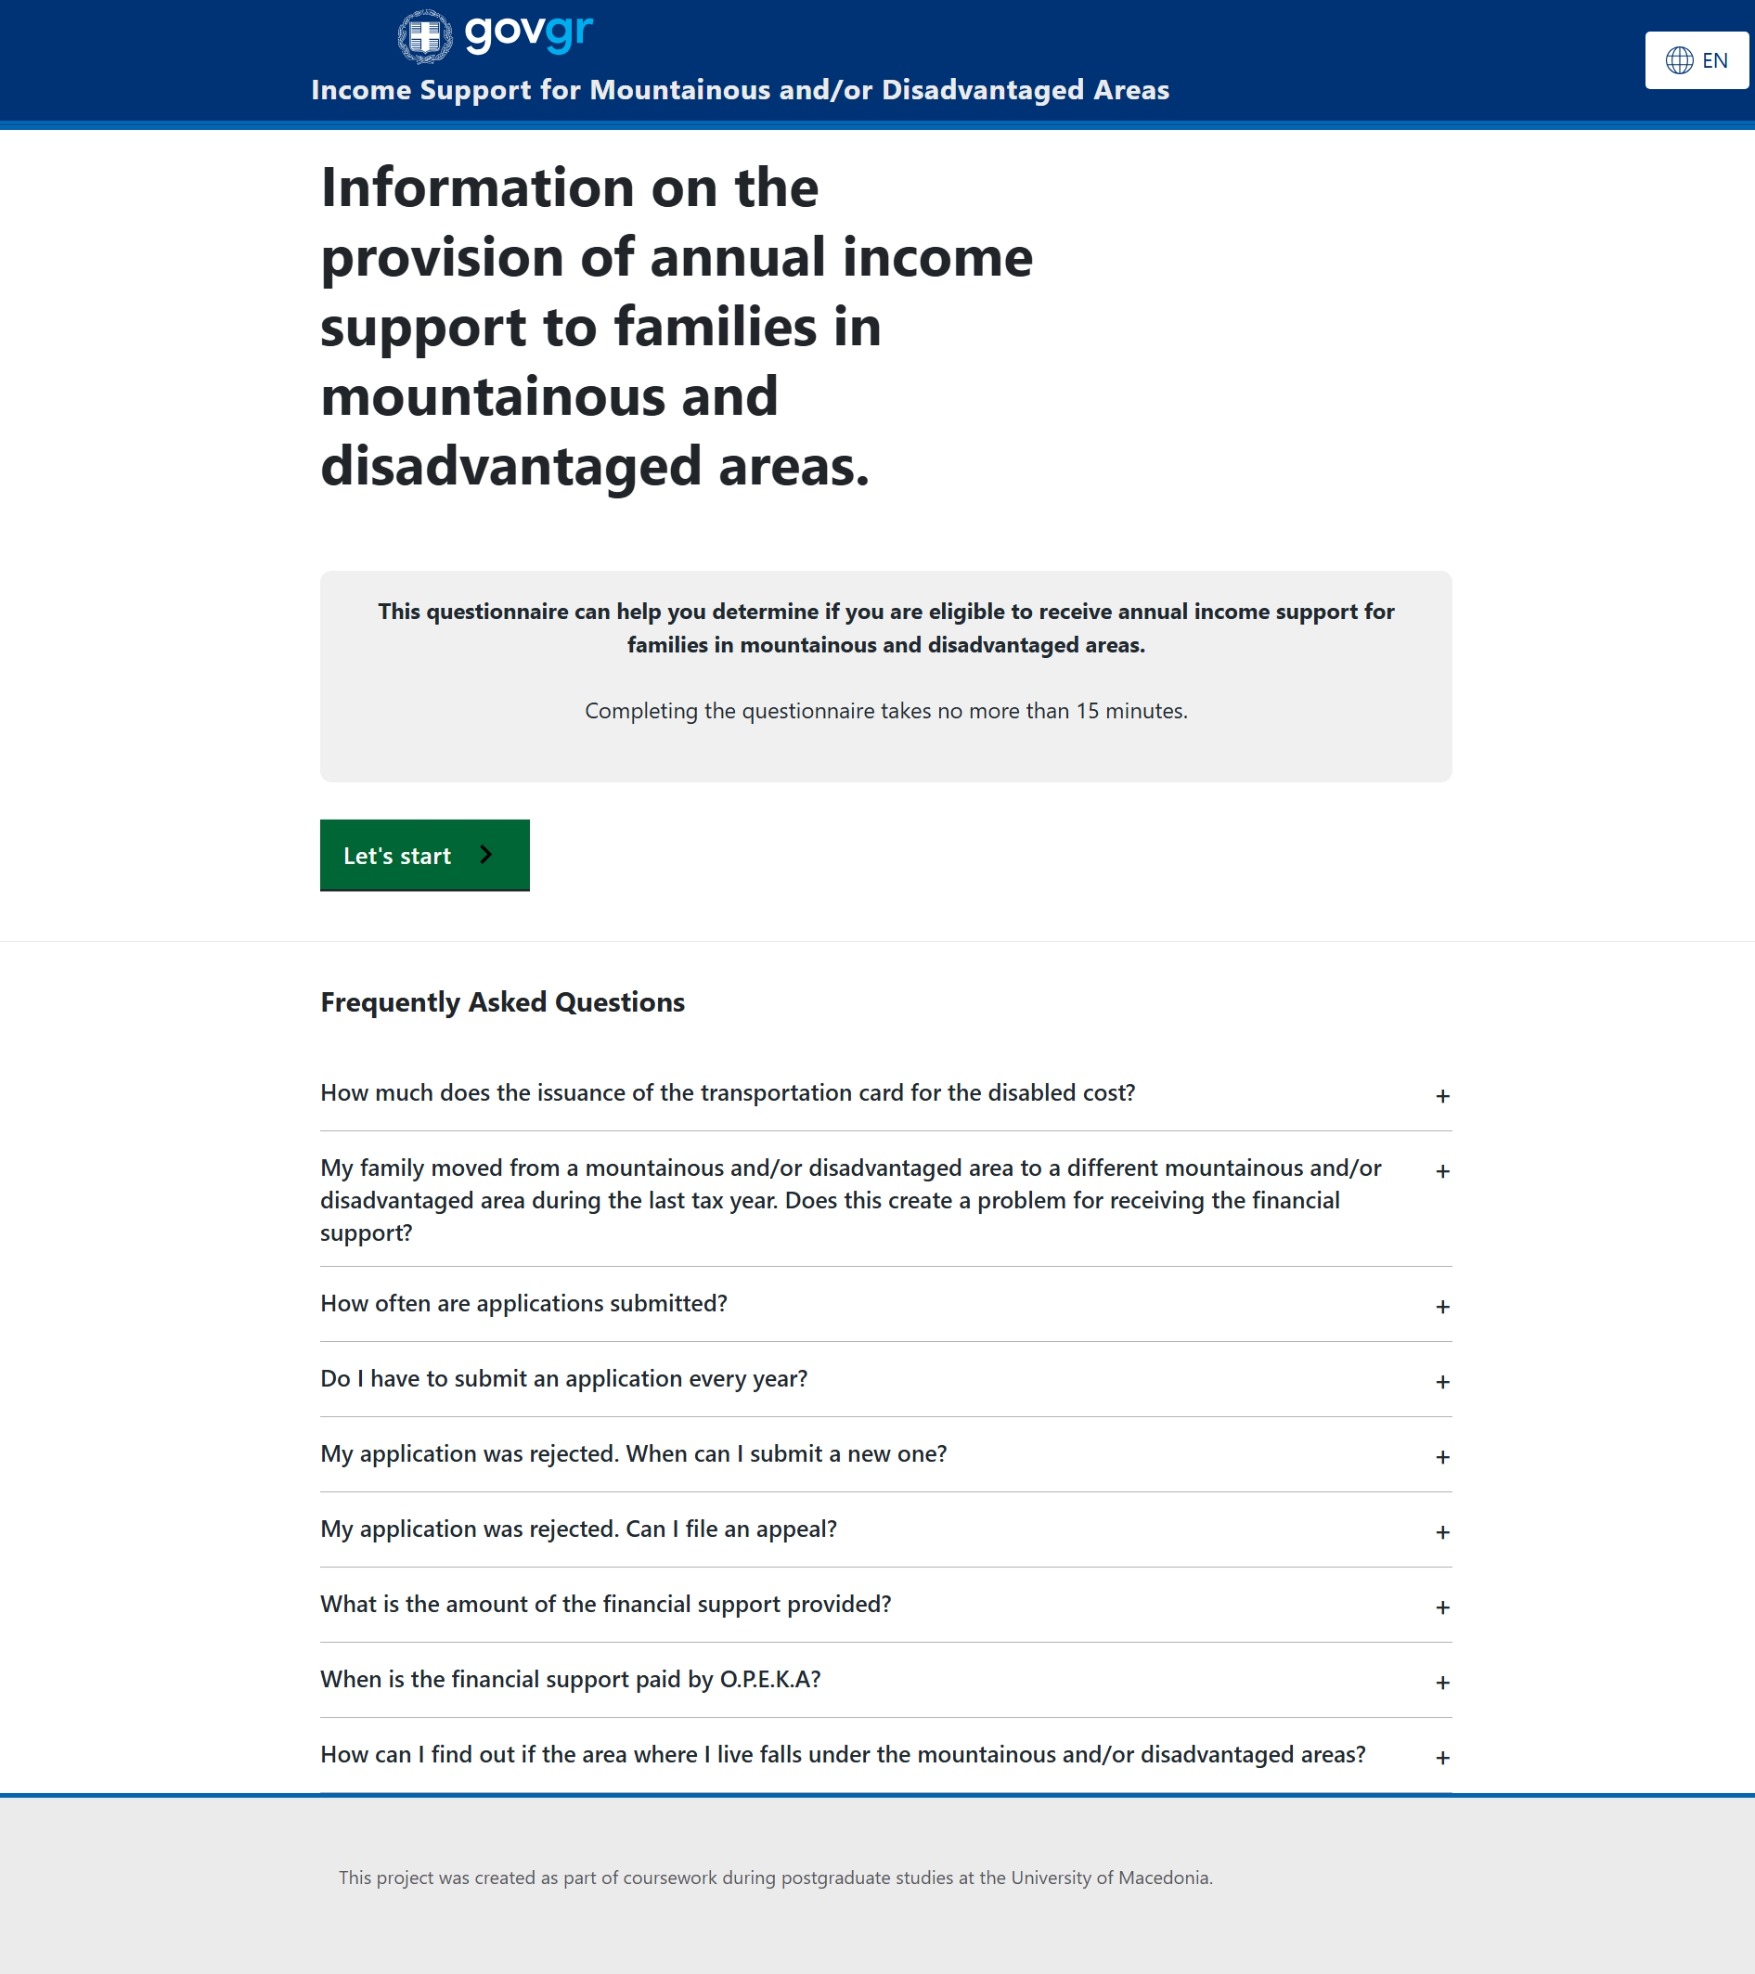 govgr
EN
Income Support for Mountainous and/or Disadvantaged Areas
Information on the
provision of annual income
support to families in
mountainous and
disadvantaged areas.
This questionnaire can help you determine if you are eligible to receive annual income support for
families in mountainous and disadvantaged areas.
Completing the questionnaire takes no more than 15 minutes.
Let's start
Frequently Asked Questions
How much does the issuance of the transportation card for the disabled cost?
+
My family moved from a mountainous and/or disadvantaged area to a different mountainous and/or
+
disadvantaged area during the last tax year. Does this create a problem for receiving the financial
support?
How often are applications submitted?
+
Do I have to submit an application every year?
+
My application was rejected. When can I submit a new one?
+
My application was rejected. Can I file an appeal?
+
What is the amount of the financial support provided?
+
When is the financial support paid by O.P.E.K.A?
+
How can I find out if the area where I live falls under the mountainous and/or disadvantaged areas?
+
This project was created as part of coursework during postgraduate studies at the University of Macedonia.